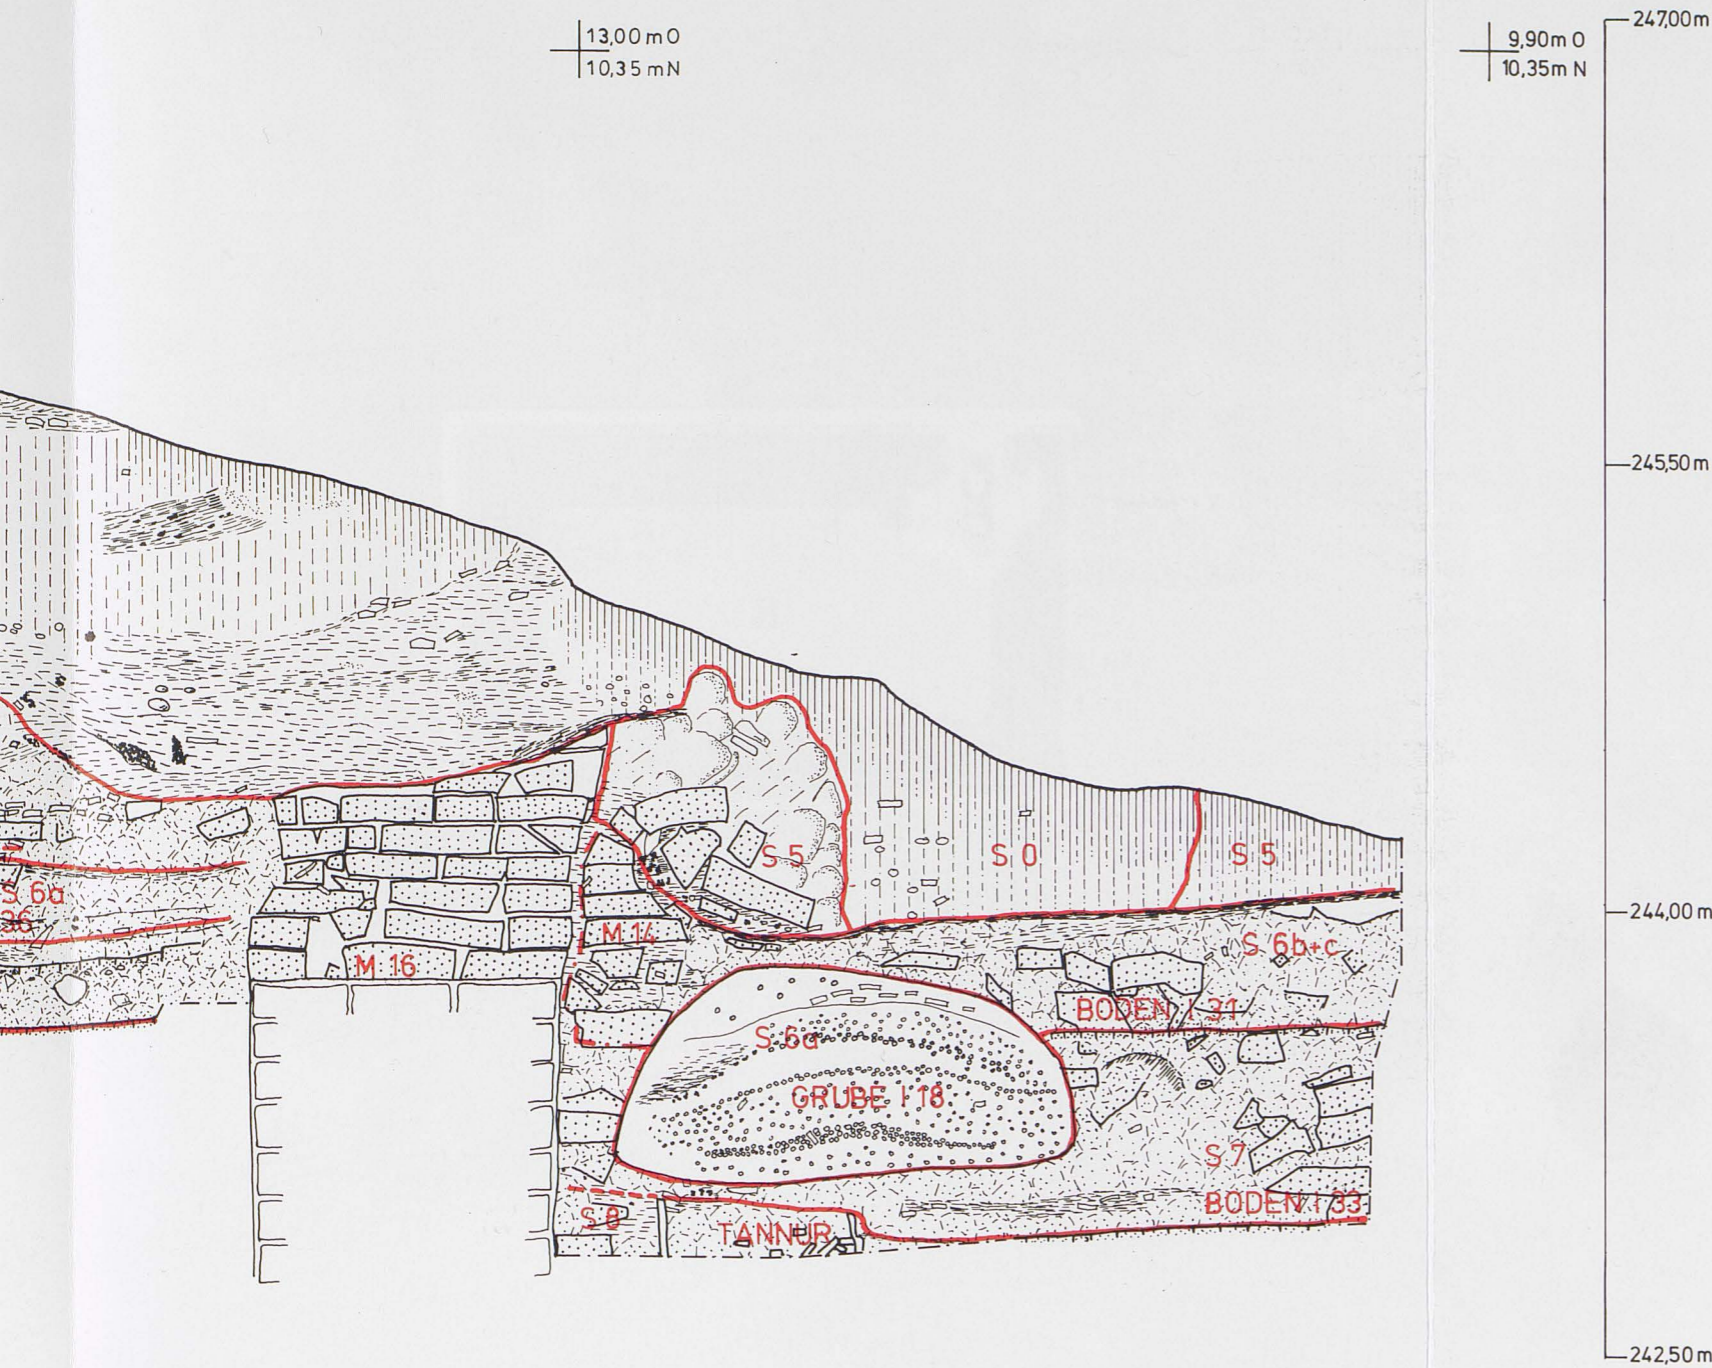 13,00 m O
10,35 m N
9,90 m O
10,35 m N
247,00 m
245,50 m
S 5
S 0
S 5
S 6a
36
244,00 m
M 14
S 6b+c
M 16
BODEN I 31
S 6a
GRUBE I 18
S 7
BODEN I 33
S 8
TANNUR
242,50 m